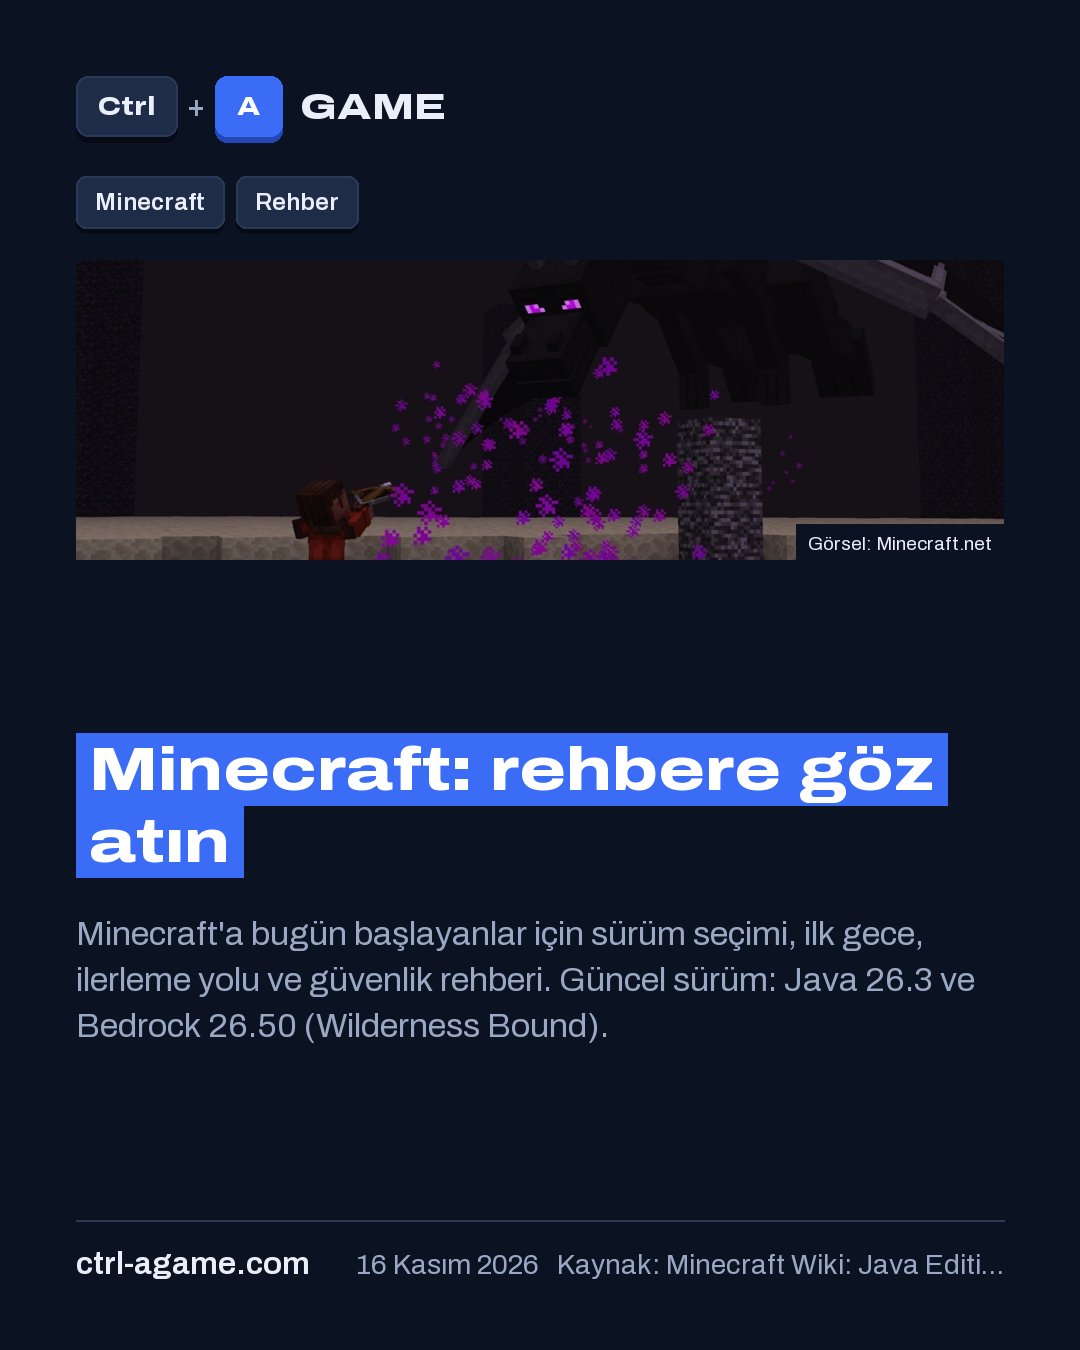 Ctrl + A GAME
Minecraft Rehber
Görsel: Minecraft.net
Minecraft: rehbere göz
atın
Minecraft'a bugün başlayanlar için sürüm seçimi, ilk gece,
ilerleme yolu ve güvenlik rehberi. Güncel sürüm: Java 26.3 ve
Bedrock 26.50 (Wilderness Bound).
ctrl-agame.com 16 Kasım 2026 Kaynak: Minecraft Wiki: Java Editi...